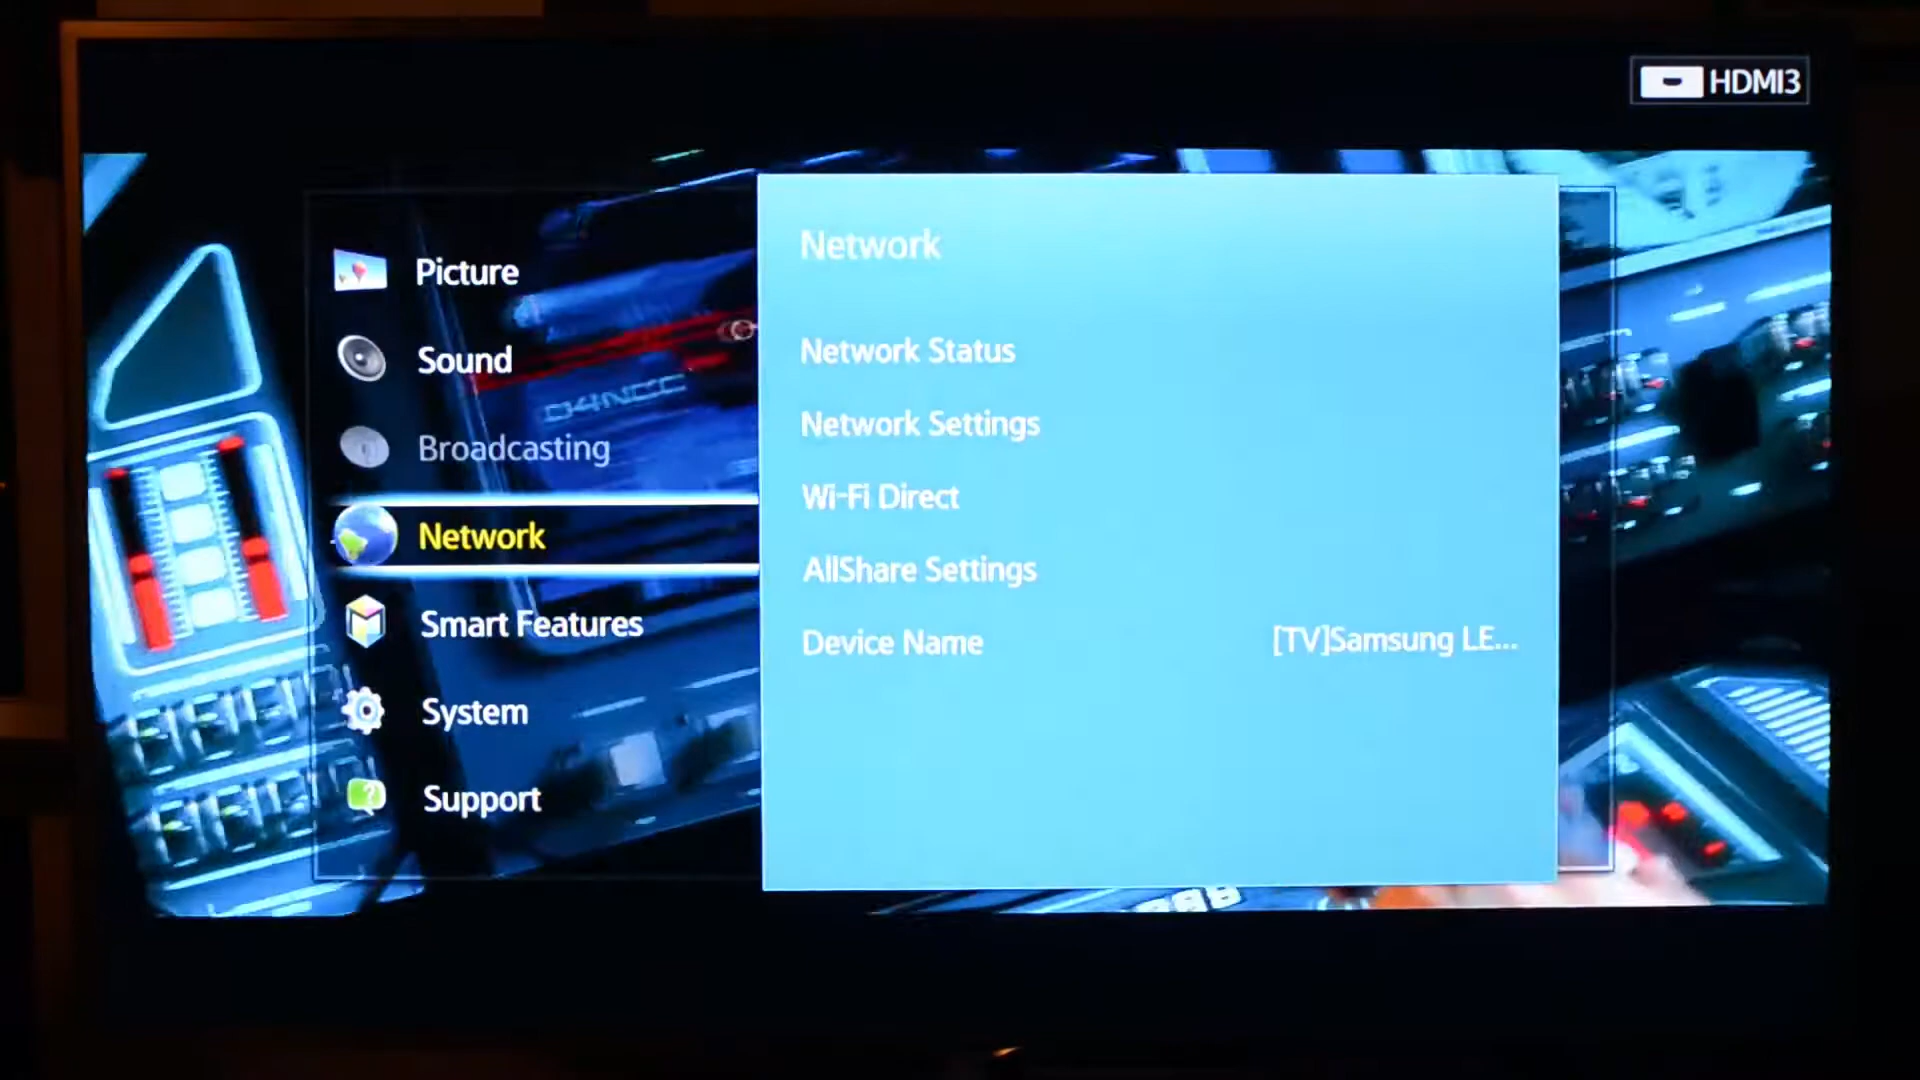 HDMI3
Picture
Sound
Broadcasting
Network
Smart Features
System
Support
Network
Network Status
Network Settings
Wi-Fi Direct
AllShare Settings
Device Name [TV]Samsung LE...